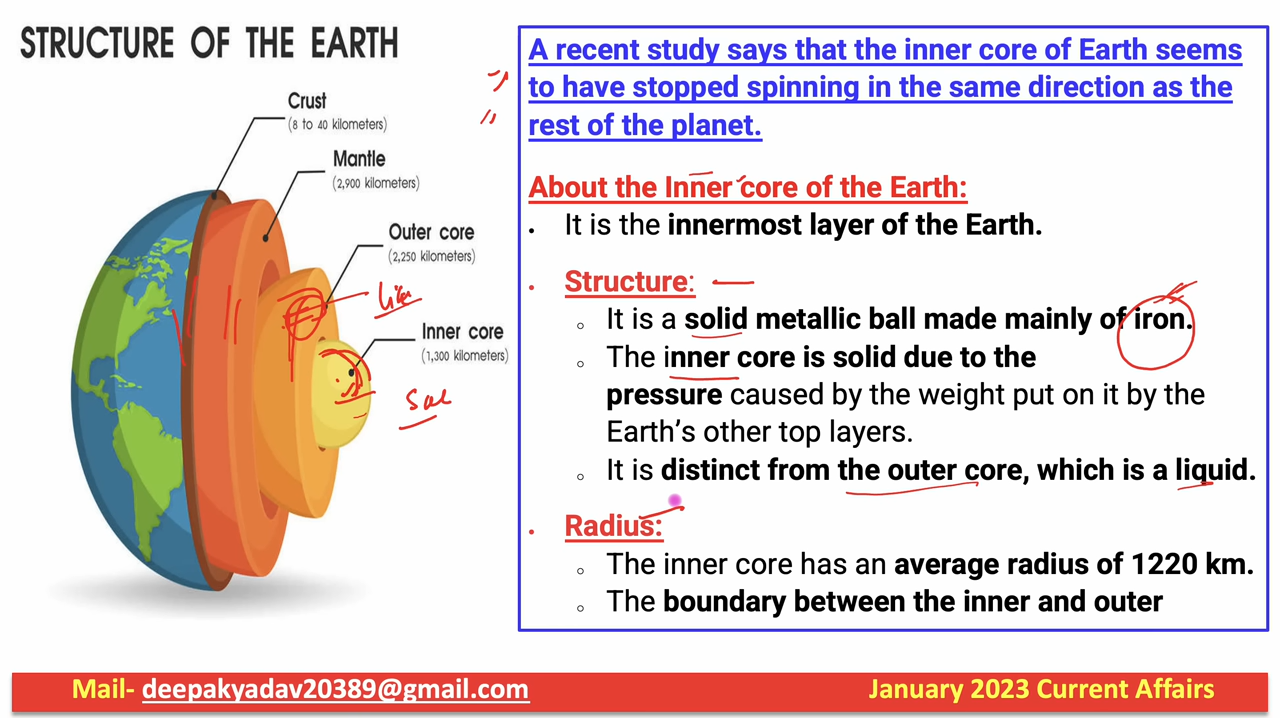 STRUCTURE OF THE EARTH
Crust
(8 to 40 kilometers)
Mantle
(2,900 kilometers)
Outer core
(2,250 kilometers)
Inner core
(1,300 kilometers)
A recent study says that the inner core of Earth seems
to have stopped spinning in the same direction as the
rest of the planet.
About the Inner core of the Earth:
• It is the innermost layer of the Earth.
• Structure:
○ It is a solid metallic ball made mainly of iron.
○ The inner core is solid due to the
pressure caused by the weight put on it by the
Earth's other top layers.
○ It is distinct from the outer core, which is a liquid.
• Radius:
○ The inner core has an average radius of 1220 km.
○ The boundary between the inner and outer
Mail- deepakyadav20389@gmail.com
January 2023 Current Affairs